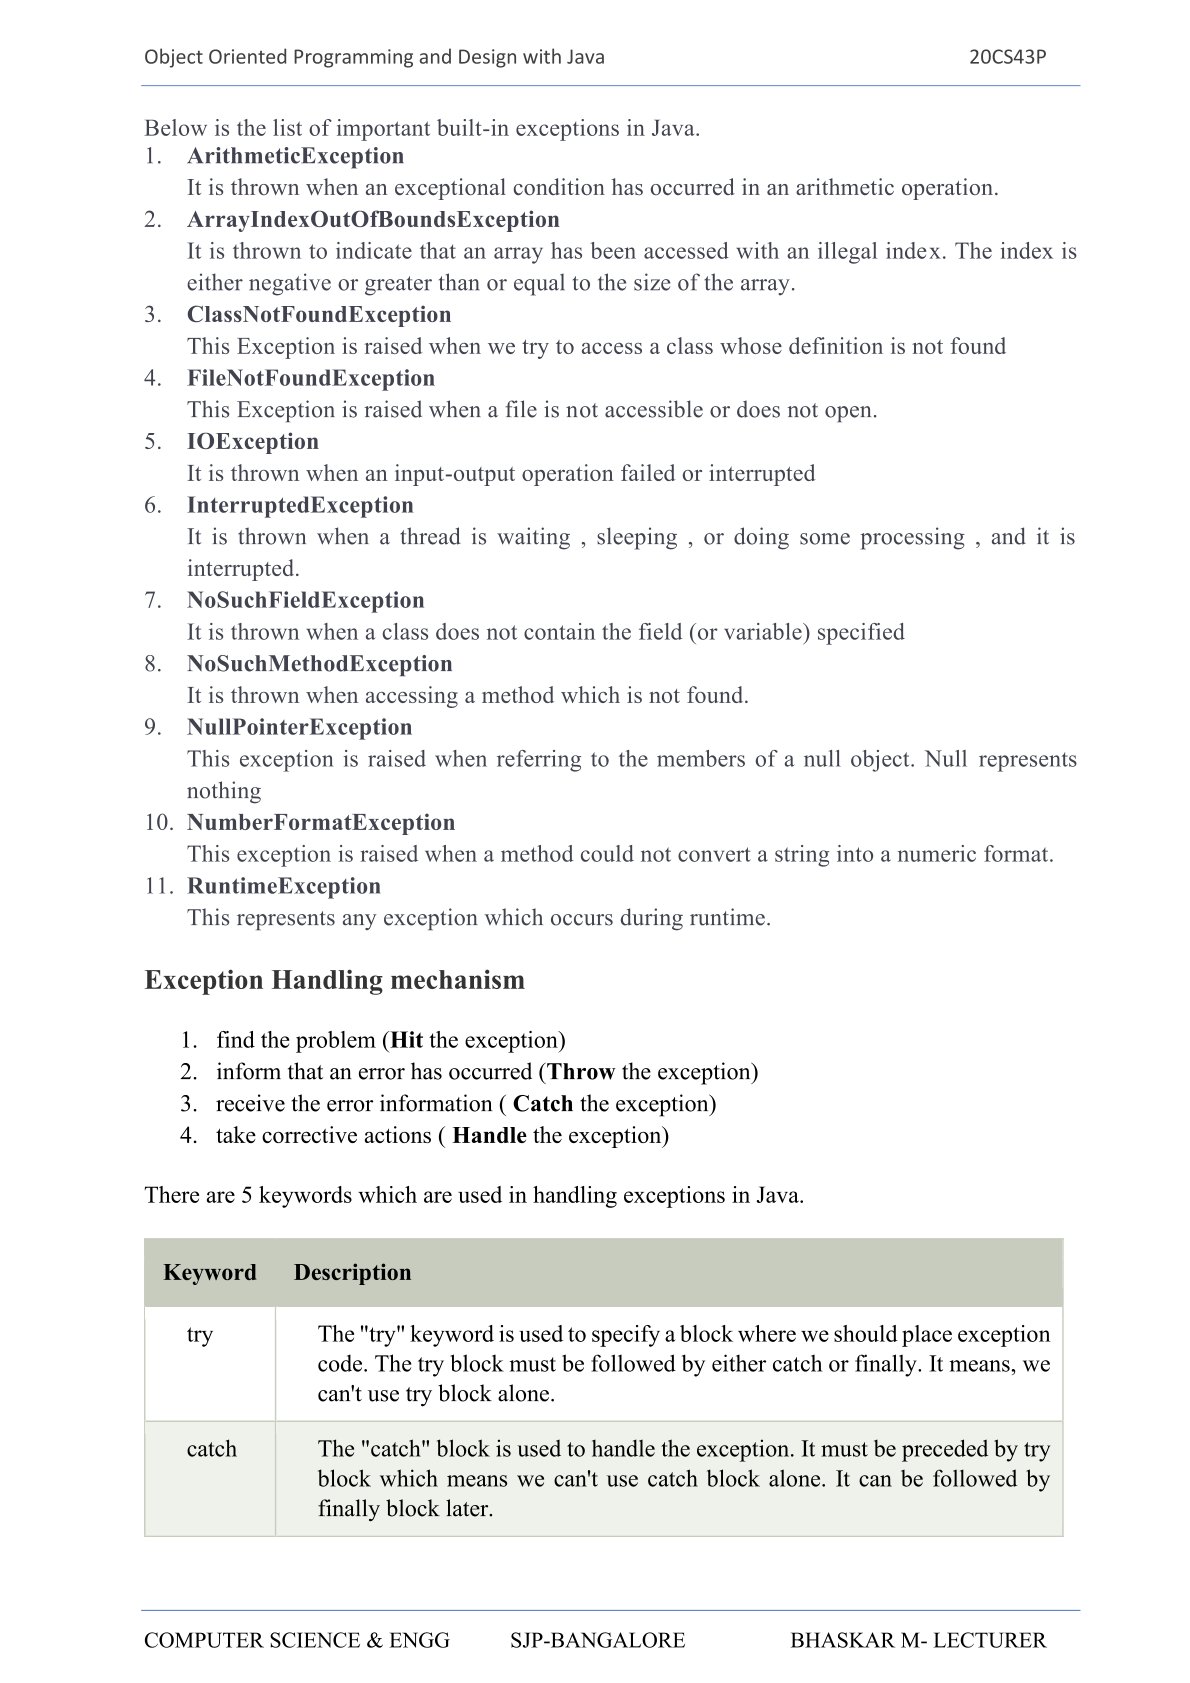 Object Oriented Programming and Design with Java 20CS43P
Below is the list of important built-in exceptions in Java.
1. ArithmeticException
It is thrown when an exceptional condition has occurred in an arithmetic operation.
2. ArrayIndexOutOfBoundsException
It is thrown to indicate that an array has been accessed with an illegal index. The index is
either negative or greater than or equal to the size of the array.
3. ClassNotFoundException
This Exception is raised when we try to access a class whose definition is not found
4. FileNotFoundException
This Exception is raised when a file is not accessible or does not open.
5. IOException
It is thrown when an input-output operation failed or interrupted
6. InterruptedException
It is thrown when a thread is waiting , sleeping , or doing some processing , and it is
interrupted.
7. NoSuchFieldException
It is thrown when a class does not contain the field (or variable) specified
8. NoSuchMethodException
It is thrown when accessing a method which is not found.
9. NullPointerException
This exception is raised when referring to the members of a null object. Null represents
nothing
10. NumberFormatException
This exception is raised when a method could not convert a string into a numeric format.
11. RuntimeException
This represents any exception which occurs during runtime.
Exception Handling mechanism
1. find the problem (Hit the exception)
2. inform that an error has occurred (Throw the exception)
3. receive the error information ( Catch the exception)
4. take corrective actions ( Handle the exception)
There are 5 keywords which are used in handling exceptions in Java.
Keyword Description
try The "try" keyword is used to specify a block where we should place exception
code. The try block must be followed by either catch or finally. It means, we
can't use try block alone.
catch The "catch" block is used to handle the exception. It must be preceded by try
block which means we can't use catch block alone. It can be followed by
finally block later.
COMPUTER SCIENCE & ENGG SJP-BANGALORE BHASKAR M- LECTURER